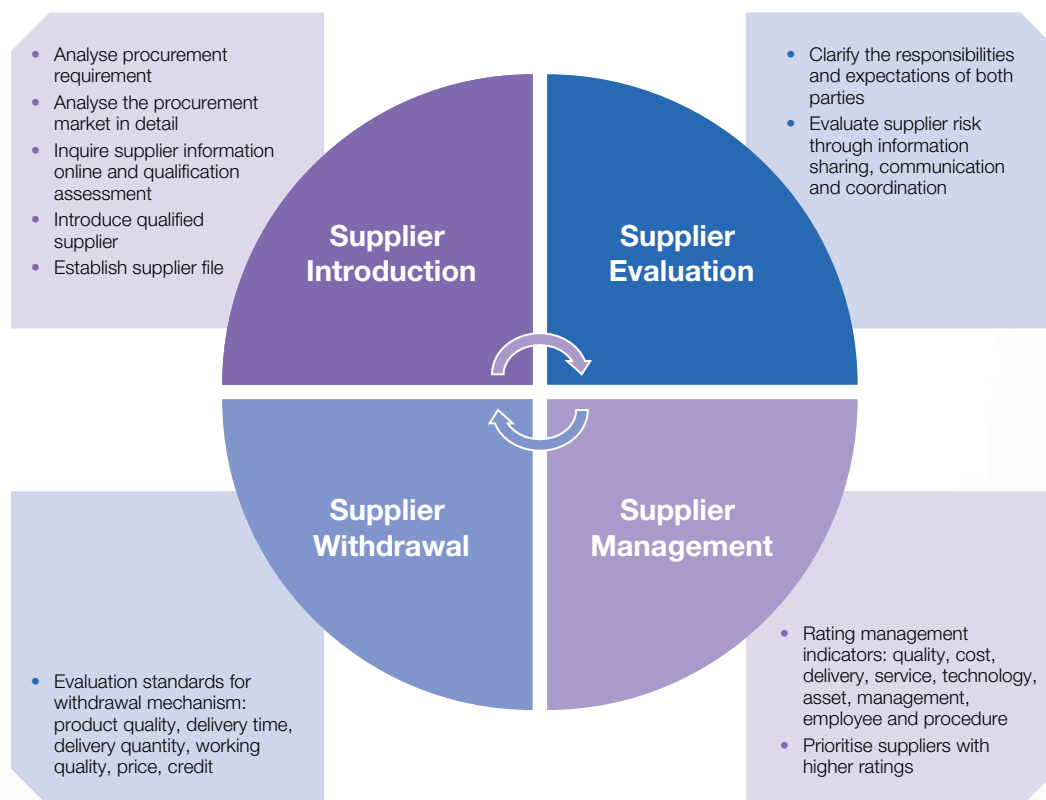 • Analyse procurement
requirement
• Analyse the procurement
market in detail
• Inquire supplier information
online and qualification
assessment
• Introduce qualified
supplier
• Establish supplier file
• Clarify the responsibilities
and expectations of both
parties
• Evaluate supplier risk
through information
sharing, communication
and coordination
Supplier
Introduction
Supplier
Evaluation
Supplier
Withdrawal
Supplier
Management
• Evaluation standards for
withdrawal mechanism:
product quality, delivery time,
delivery quantity, working
quality, price, credit
• Rating management
indicators: quality, cost,
delivery, service, technology,
asset, management,
employee and procedure
• Prioritise suppliers with
higher ratings